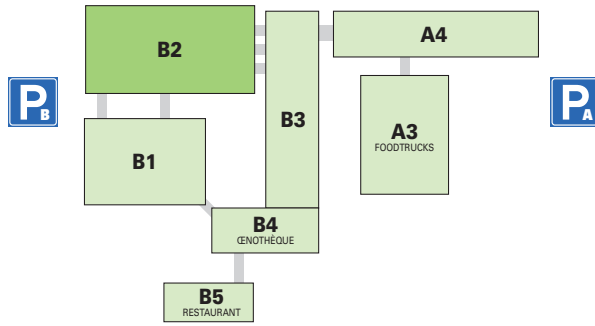 B2
A4
P B
P A
B3
A3
FOODTRUCKS
B1
B4
ŒNOTHÈQUE
B5
RESTAURANT